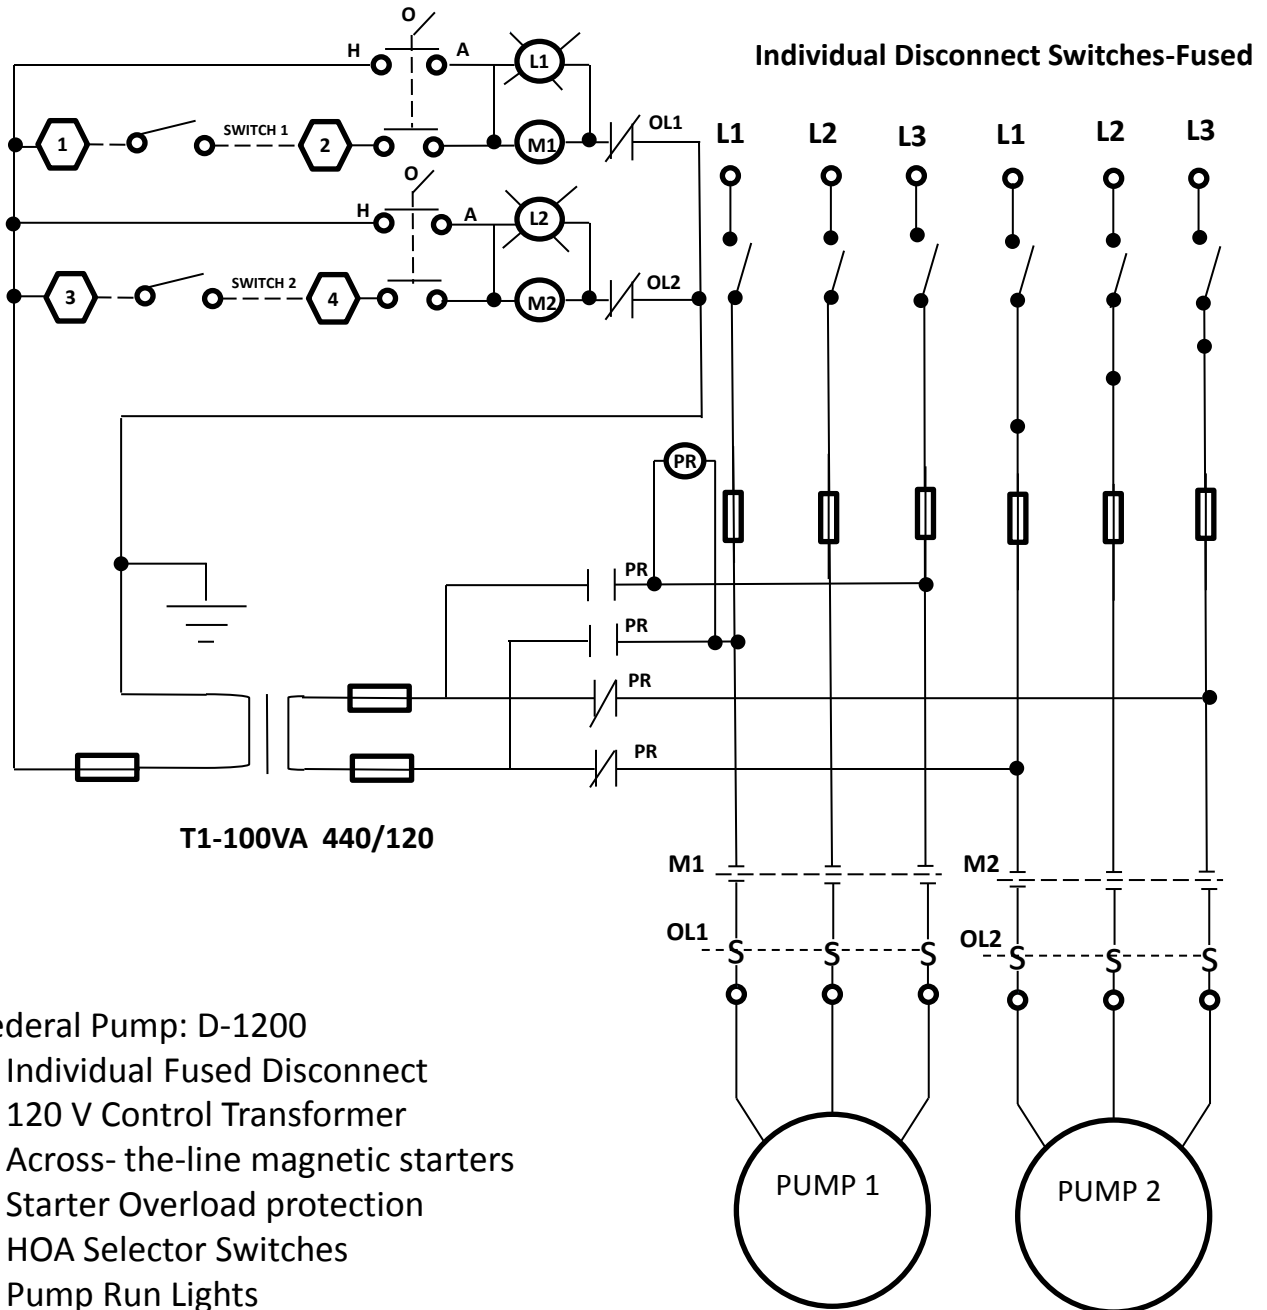 Individual Disconnect Switches-Fused
O
H A L1
1 SWITCH 1 2 M1 OL1
O
H A L2
3 SWITCH 2 4 M2 OL2
L1 L2 L3 L1 L2 L3
PR
PR
PR
PR
PR
T1-100VA 440/120
M1 M2
OL1 S S S
OL2 S S S
PUMP 1
PUMP 2
ederal Pump: D-1200
Individual Fused Disconnect
120 V Control Transformer
Across- the-line magnetic starters
Starter Overload protection
HOA Selector Switches
Pump Run Lights